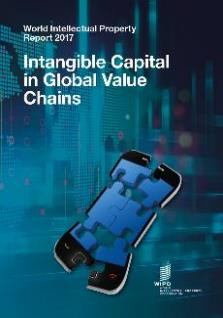 World Intellectual Property
Report 2017
Intangible Capital
in Global Value
Chains
WIPO